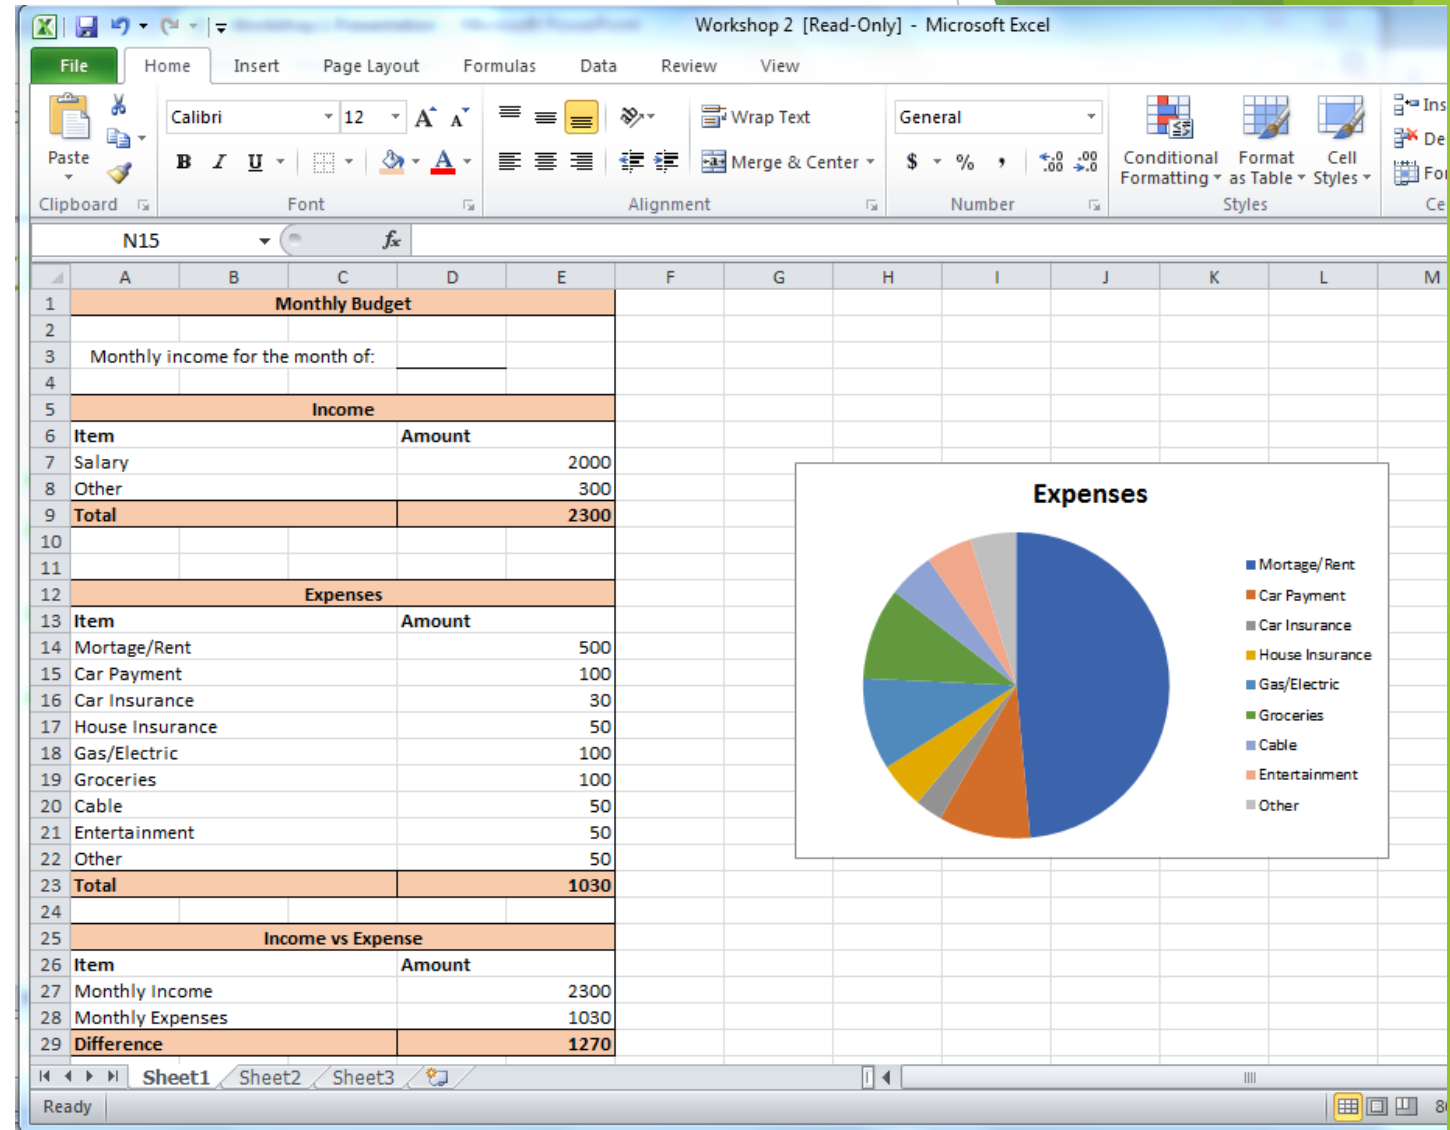 Workshop 2 [Read-Only] - Microsoft Excel
File Home Insert Page Layout Formulas Data Review View
Calibri 12 A A Wrap Text General
Paste B I U A Merge & Center $ % , .00 .00 Conditional Formatting Format as Table Cell Styles
Clipboard Font Alignment Number Styles
N15 fx
A B C D E F G H I J K L M
1 Monthly Budget
2
3 Monthly income for the month of:
4
5 Income
6 Item Amount
7 Salary 2000
8 Other 300
9 Total 2300
10
11
12 Expenses
13 Item Amount
14 Mortage/Rent 500
15 Car Payment 100
16 Car Insurance 30
17 House Insurance 50
18 Gas/Electric 100
19 Groceries 100
20 Cable 50
21 Entertainment 50
22 Other 50
23 Total 1030
24
25 Income vs Expense
26 Item Amount
27 Monthly Income 2300
28 Monthly Expenses 1030
29 Difference 1270
Expenses
Mortage/Rent
Car Payment
Car Insurance
House Insurance
Gas/Electric
Groceries
Cable
Entertainment
Other
Sheet1 Sheet2 Sheet3
Ready